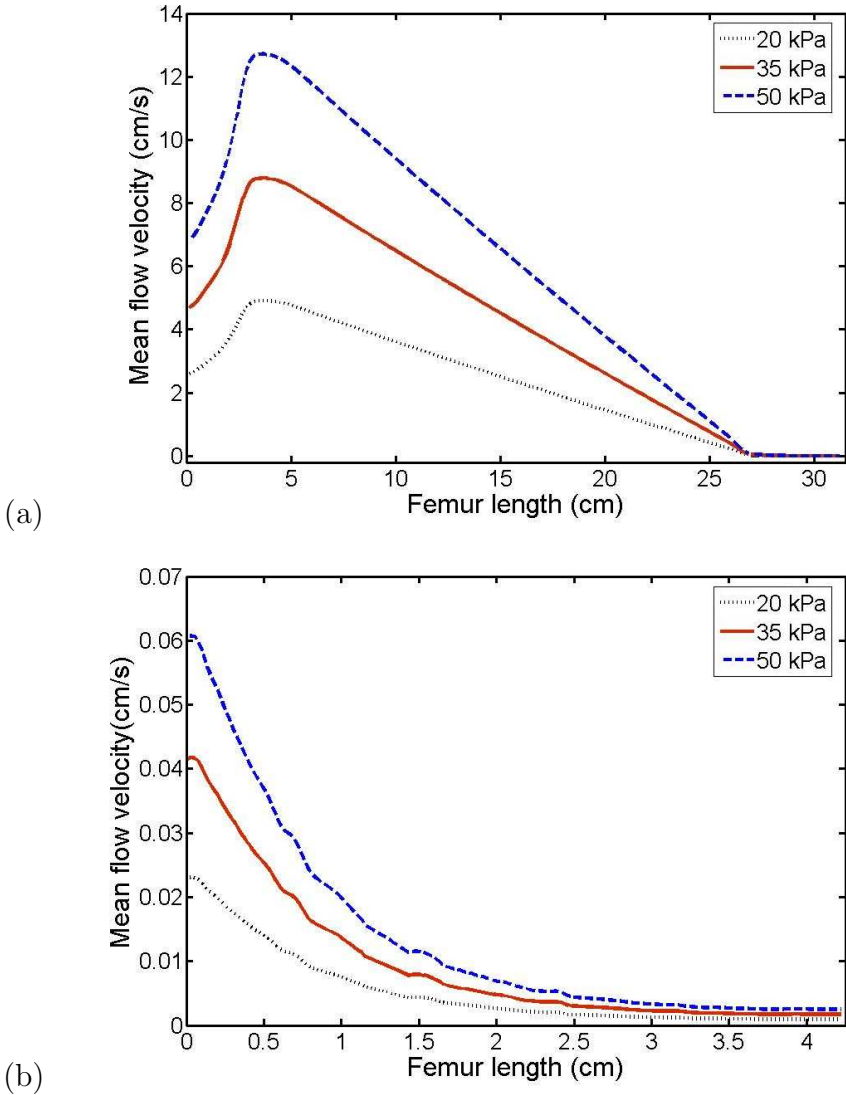 14
12
10
8
6
4
2
0
Mean flow velocity (cm/s)
20 kPa
35 kPa
50 kPa
0 5 10 15 20 25 30
Femur length (cm)
(a)
0.07
0.06
0.05
0.04
0.03
0.02
0.01
0
Mean flow velocity(cm/s)
20 kPa
35 kPa
50 kPa
0 0.5 1 1.5 2 2.5 3 3.5 4
Femur length (cm)
(b)